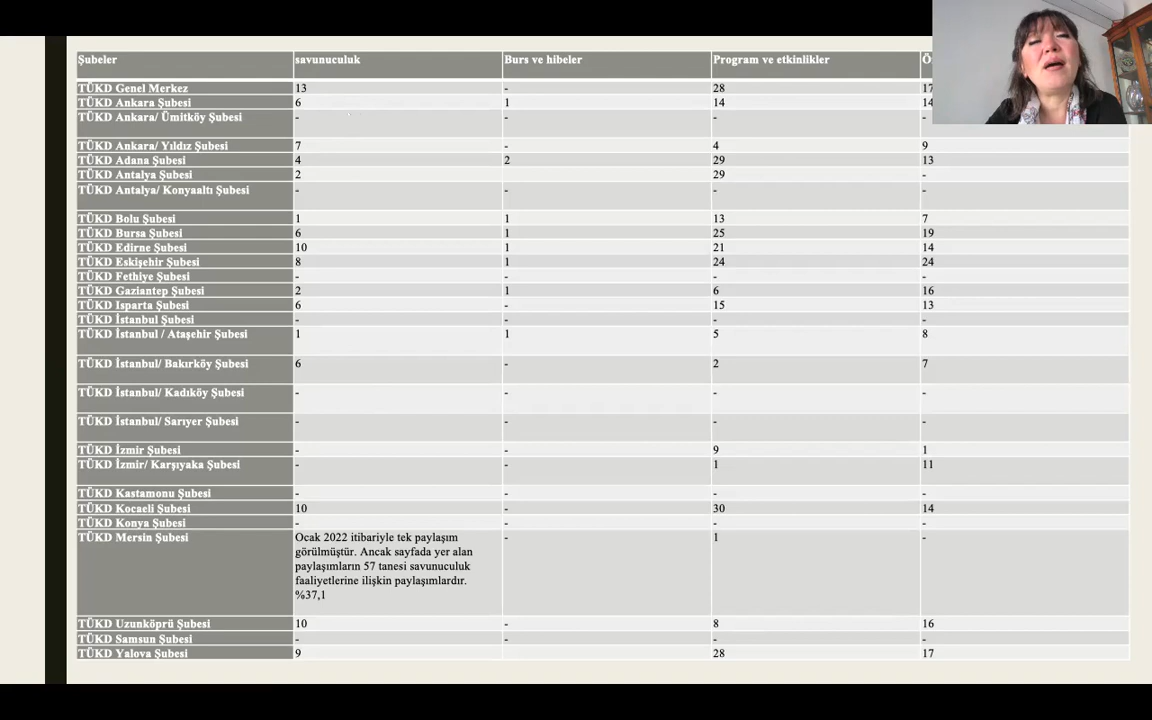 Şubeler savunuculuk Burs ve hibeler Program ve etkinlikler
TÜKD Genel Merkez 13 - 28 17
TÜKD Ankara Şubesi 6 1 14 14
TÜKD Ankara/ Ümitköy Şubesi - - - -
TÜKD Ankara/ Yıldız Şubesi 7 - 4 9
TÜKD Adana Şubesi 4 2 29 13
TÜKD Antalya Şubesi 2 29 -
TÜKD Antalya/ Konyaaltı Şubesi - - - -
TÜKD Bolu Şubesi 1 1 13 7
TÜKD Bursa Şubesi 6 1 25 19
TÜKD Edirne Şubesi 10 1 21 14
TÜKD Eskişehir Şubesi 8 1 24 24
TÜKD Fethiye Şubesi - - - -
TÜKD Gaziantep Şubesi 2 1 6 16
TÜKD Isparta Şubesi 6 - 15 13
TÜKD İstanbul Şubesi - - - -
TÜKD İstanbul / Ataşehir Şubesi 1 1 5 8
TÜKD İstanbul/ Bakırköy Şubesi 6 - 2 7
TÜKD İstanbul/ Kadıköy Şubesi - - - -
TÜKD İstanbul/ Sarıyer Şubesi - - - -
TÜKD İzmir Şubesi - - 9 1
TÜKD İzmir/ Karşıyaka Şubesi - - 1 11
TÜKD Kastamonu Şubesi - - - -
TÜKD Kocaeli Şubesi 10 - 30 14
TÜKD Konya Şubesi - - - -
TÜKD Mersin Şubesi Ocak 2022 itibariyle tek paylaşım - 1 -
görülmüştür. Ancak sayfada yer alan
paylaşımların 57 tanesi savunuculuk
faaliyetlerine ilişkin paylaşımlardır.
%37,1
TÜKD Uzunköprü Şubesi 10 - 8 16
TÜKD Samsun Şubesi - - - -
TÜKD Yalova Şubesi 9 28 17